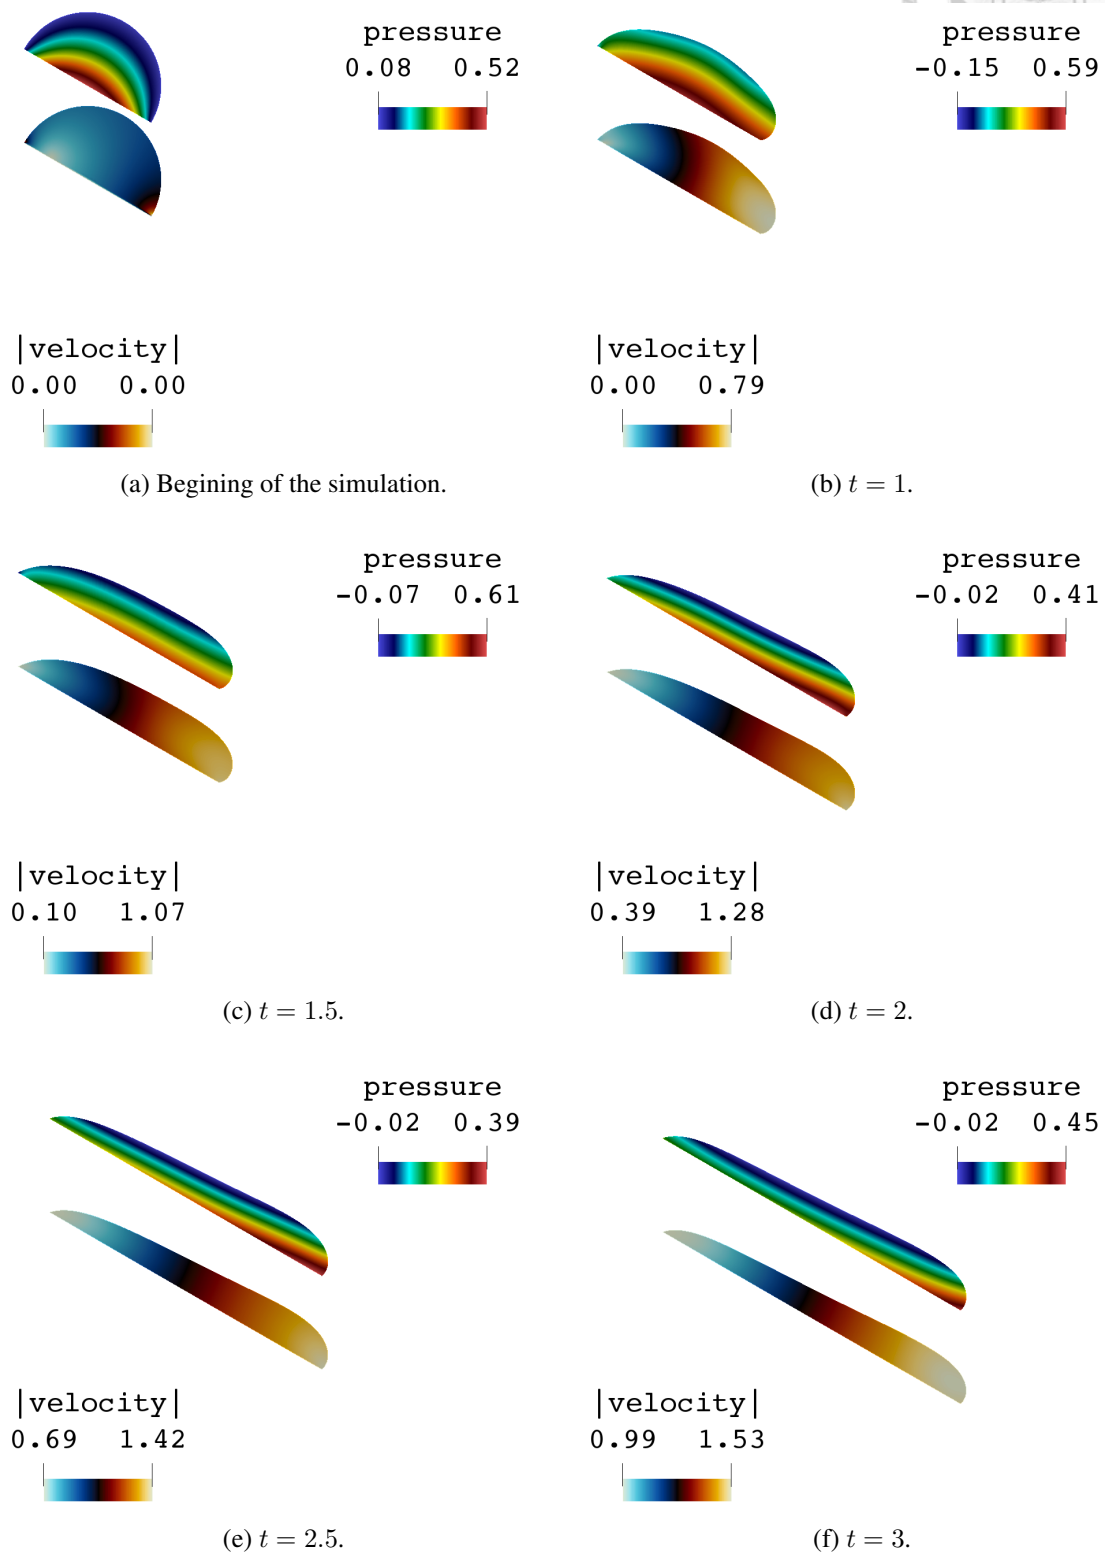 pressure
0.08 0.52
|velocity|
0.00 0.00
(a) Begining of the simulation.
pressure
−0.15 0.59
|velocity|
0.00 0.79
(b) t = 1.
pressure
−0.07 0.61
|velocity|
0.10 1.07
(c) t = 1.5.
pressure
−0.02 0.41
|velocity|
0.39 1.28
(d) t = 2.
pressure
−0.02 0.39
|velocity|
0.69 1.42
(e) t = 2.5.
pressure
−0.02 0.45
|velocity|
0.99 1.53
(f) t = 3.